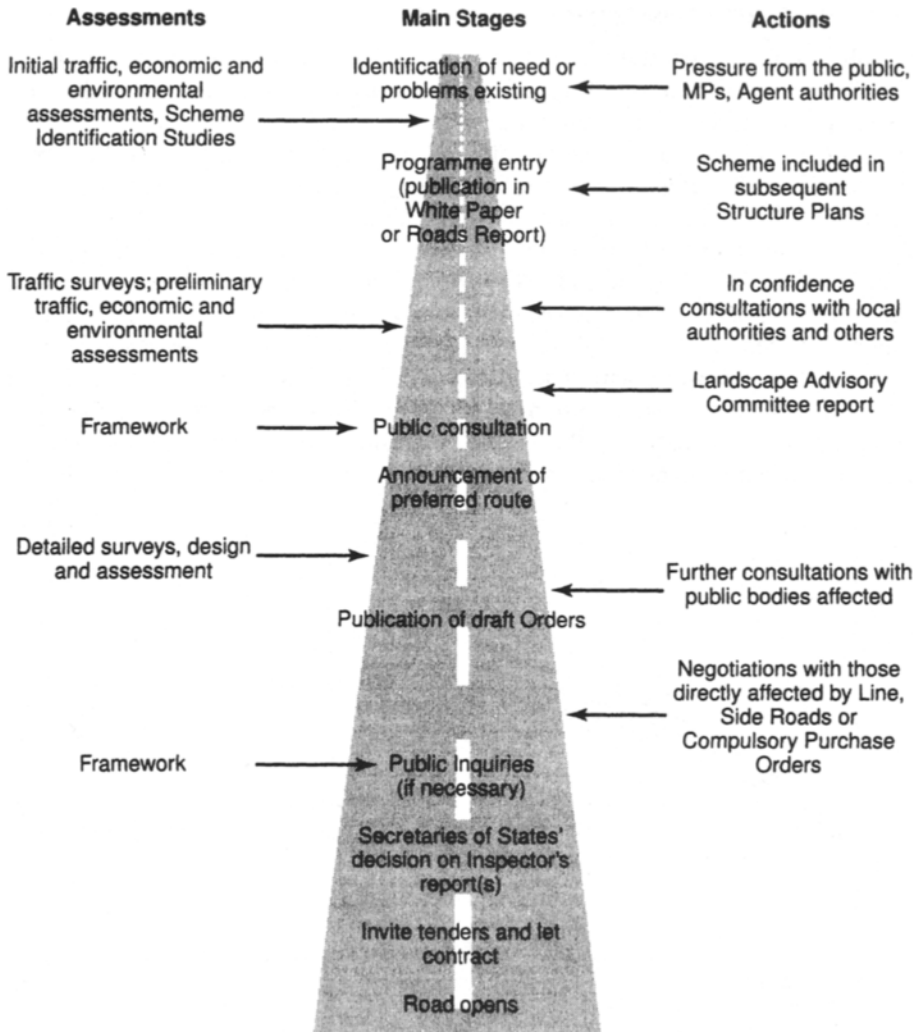 Assessments
Main Stages
Actions
Initial traffic, economic and
environmental
assessments, Scheme
Identification Studies
Identification of need or
problems existing
Pressure from the public,
MPs, Agent authorities
Programme entry
(publication in
White Paper
or Roads Report)
Scheme included in
subsequent
Structure Plans
Traffic surveys; preliminary
traffic, economic and
environmental
assessments
In confidence
consultations with local
authorities and others
Landscape Advisory
Committee report
Framework
Public consultation
Announcement of
preferred route
Detailed surveys, design
and assessment
Further consultations with
public bodies affected
Publication of draft Orders
Negotiations with those
directly affected by Line,
Side Roads or
Compulsory Purchase
Orders
Framework
Public Inquiries
(if necessary)
Secretaries of States'
decision on Inspector's
report(s)
Invite tenders and let
contract
Road opens